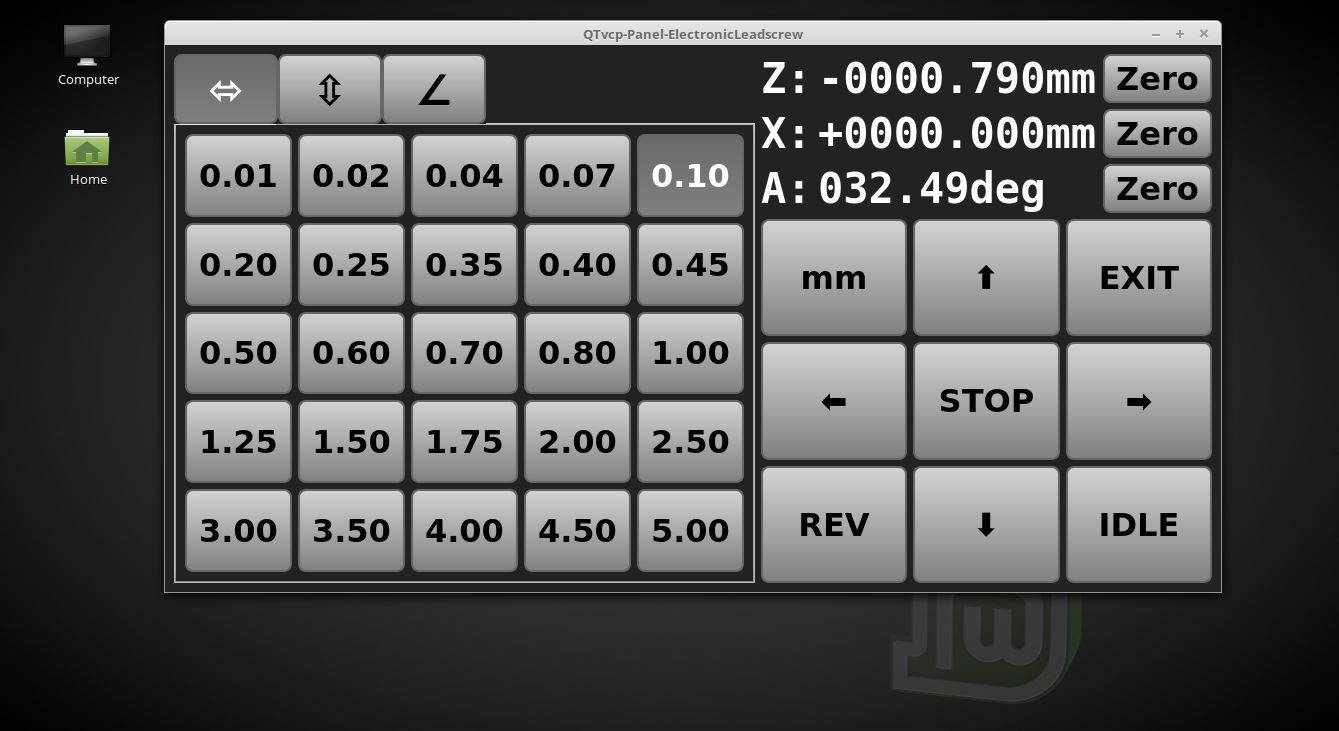 QTvcp-Panel-ElectronicLeadscrew
Computer
Home
Z: -0000.790mm Zero
X: +0000.000mm Zero
A: 032.49deg Zero
0.01 0.02 0.04 0.07 0.10
0.20 0.25 0.35 0.40 0.45
0.50 0.60 0.70 0.80 1.00
1.25 1.50 1.75 2.00 2.50
3.00 3.50 4.00 4.50 5.00
mm ⬆ EXIT
⬅ STOP ➡
REV ⬇ IDLE